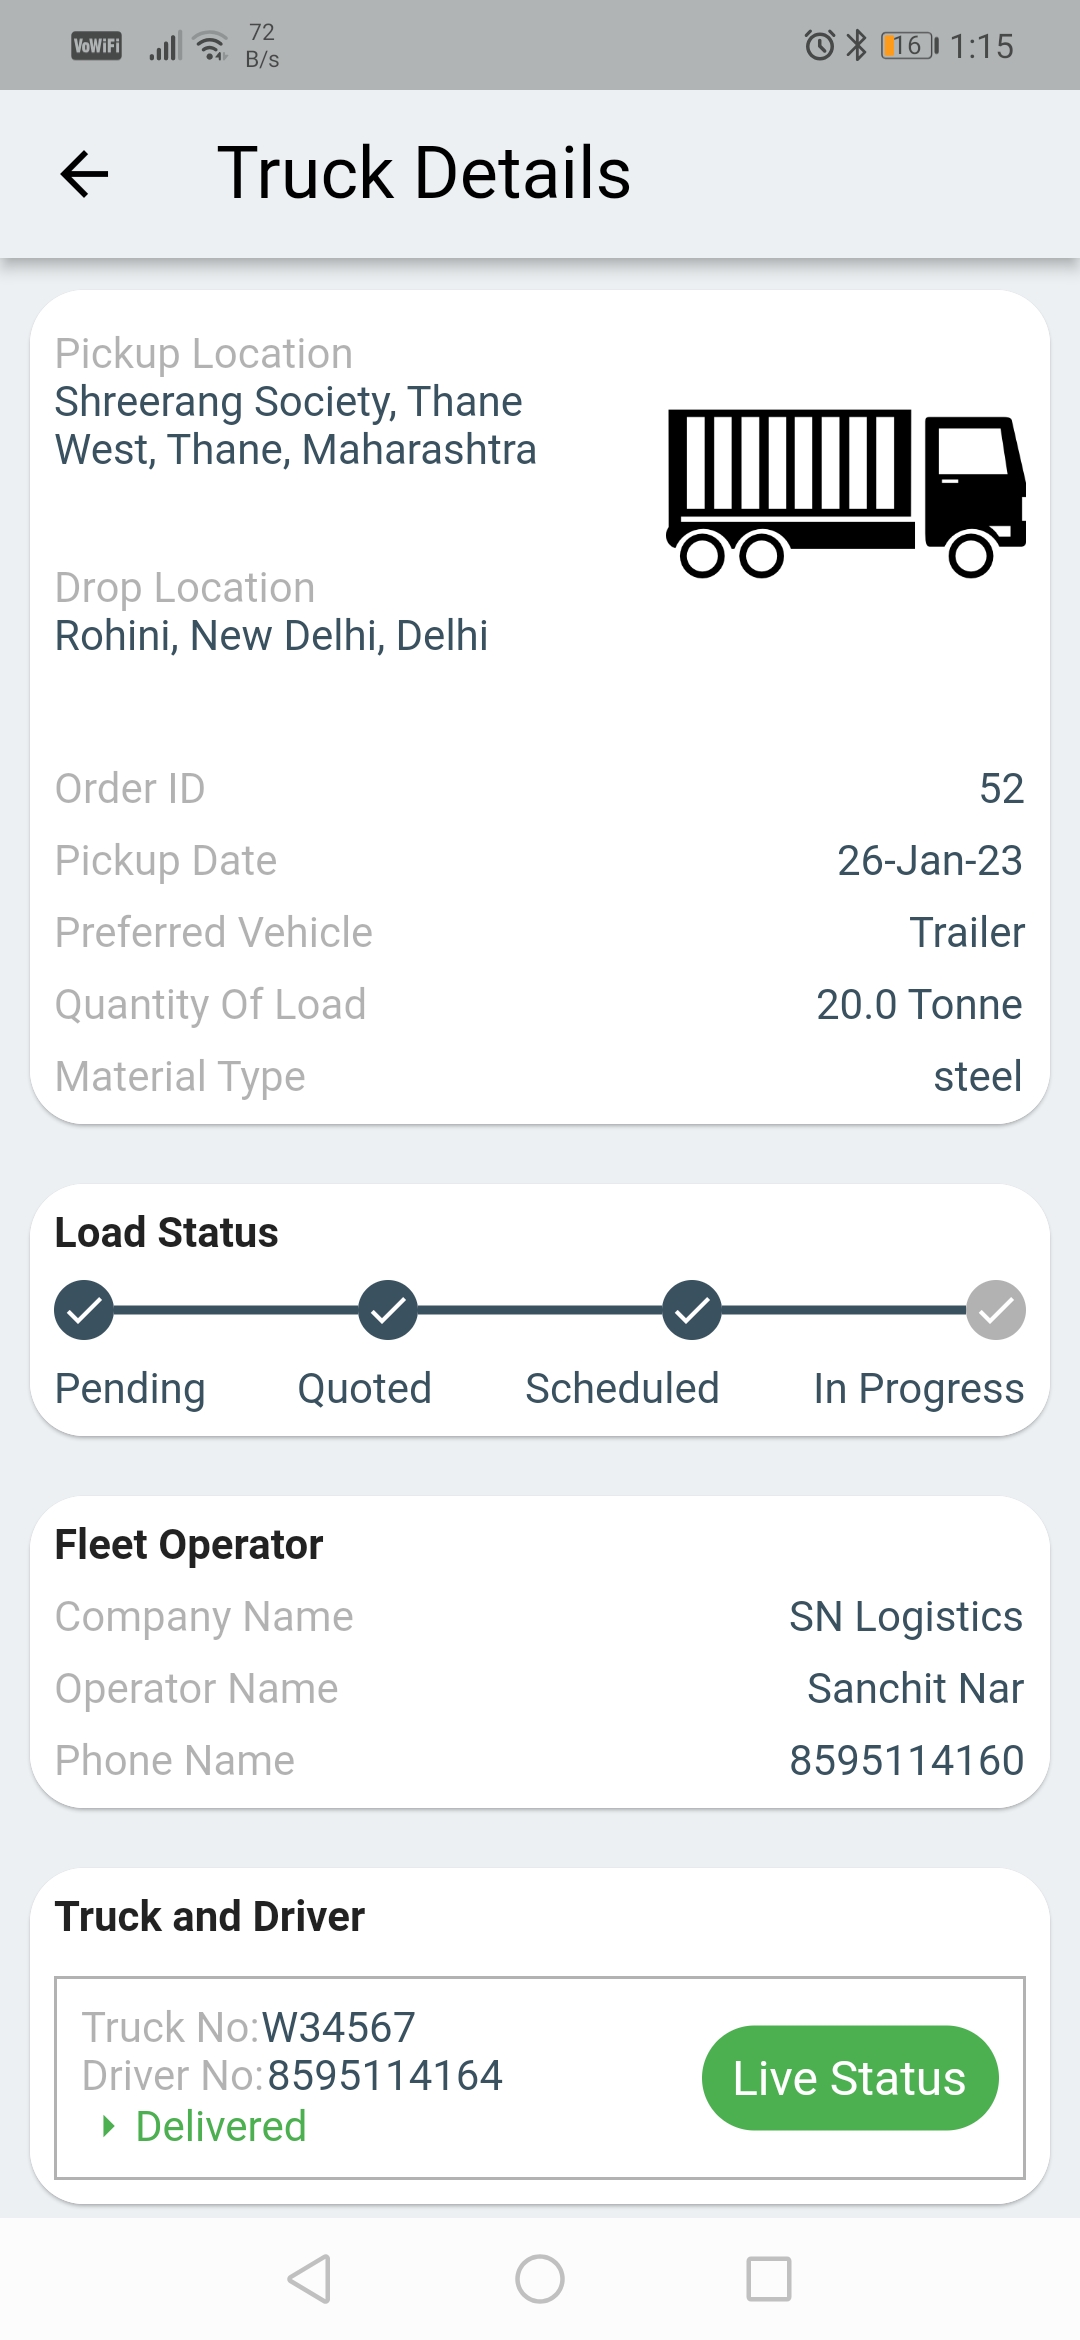 VoWiFi 72 B/s 16 1:15
Truck Details
Pickup Location
Shreerang Society, Thane
West, Thane, Maharashtra
Drop Location
Rohini, New Delhi, Delhi
Order ID 52
Pickup Date 26-Jan-23
Preferred Vehicle Trailer
Quantity Of Load 20.0 Tonne
Material Type steel
Load Status
Pending Quoted Scheduled In Progress
Fleet Operator
Company Name SN Logistics
Operator Name Sanchit Nar
Phone Name 8595114160
Truck and Driver
Truck No:W34567
Driver No:8595114164
Live Status
Delivered